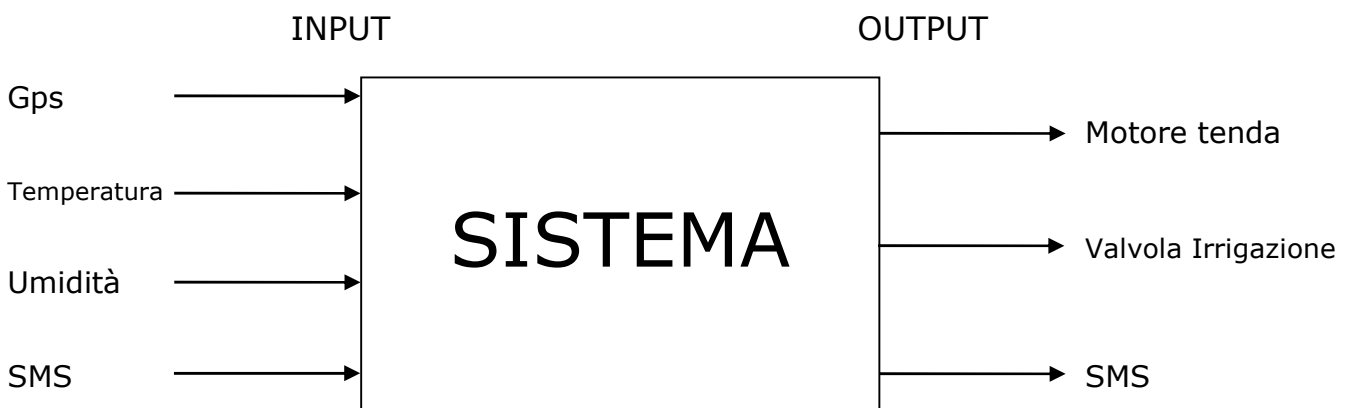 INPUT
OUTPUT
Gps
Motore tenda
Temperatura
SISTEMA
Valvola Irrigazione
Umidità
SMS
SMS